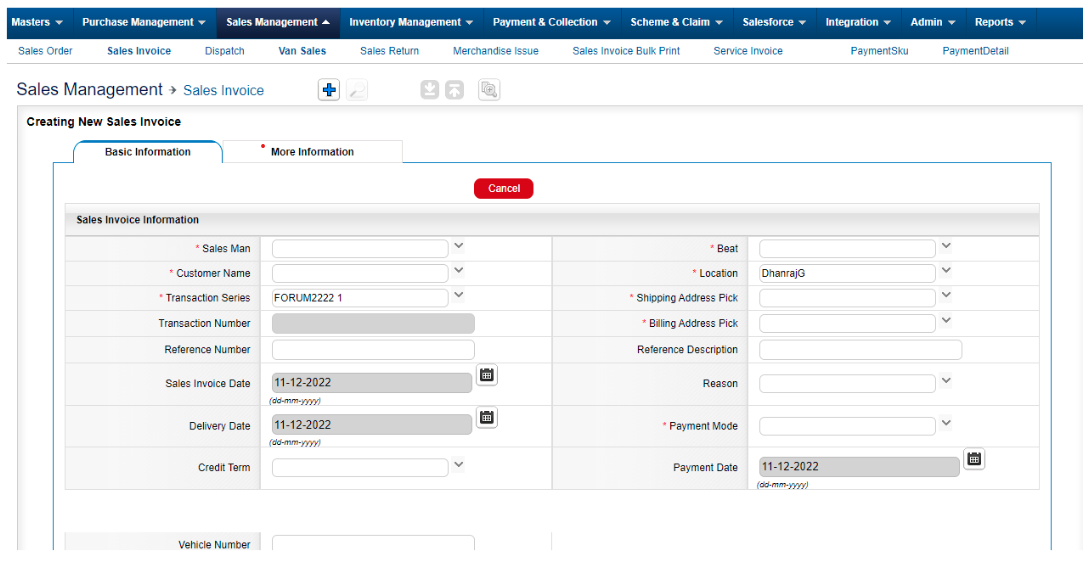 Masters Purchase Management Sales Management Inventory Management Payment & Collection Scheme & Claim Salesforce Integration Admin Reports
Sales Order Sales Invoice Dispatch Van Sales Sales Return Merchandise Issue Sales Invoice Bulk Print Service Invoice PaymentSku PaymentDetail
Sales Management → Sales Invoice
Creating New Sales Invoice
Basic Information * More Information
Cancel
Sales Invoice Information
* Sales Man * Beat
* Customer Name * Location DhanrajG
* Transaction Series FORUM2222 1 * Shipping Address Pick
Transaction Number * Billing Address Pick
Reference Number Reference Description
Sales Invoice Date 11-12-2022 Reason
(dd-mm-yyyy)
Delivery Date 11-12-2022 * Payment Mode
(dd-mm-yyyy)
Credit Term Payment Date 11-12-2022
(dd-mm-yyyy)
Vehicle Number